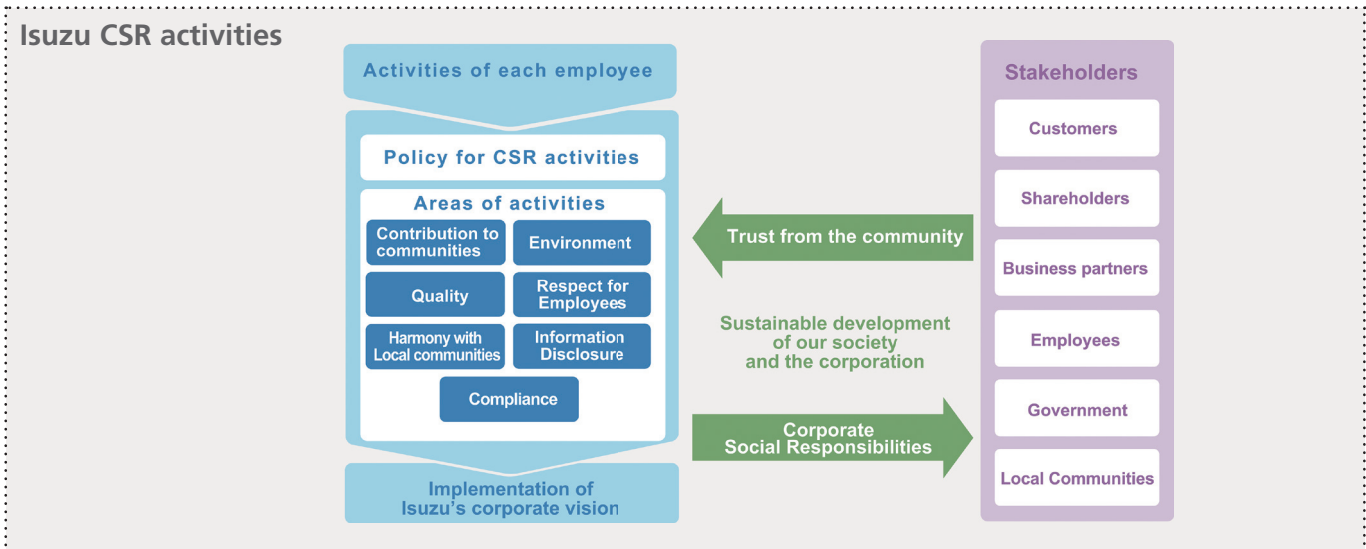 Isuzu CSR activities
Activities of each employee
Policy for CSR activities
Areas of activities
Contribution to
communities
Environment
Quality
Respect for
Employees
Harmony with
Local communities
Information
Disclosure
Compliance
Implementation of
Isuzu's corporate vision
Trust from the community
Sustainable development
of our society
and the corporation
Corporate
Social Responsibilities
Stakeholders
Customers
Shareholders
Business partners
Employees
Government
Local Communities